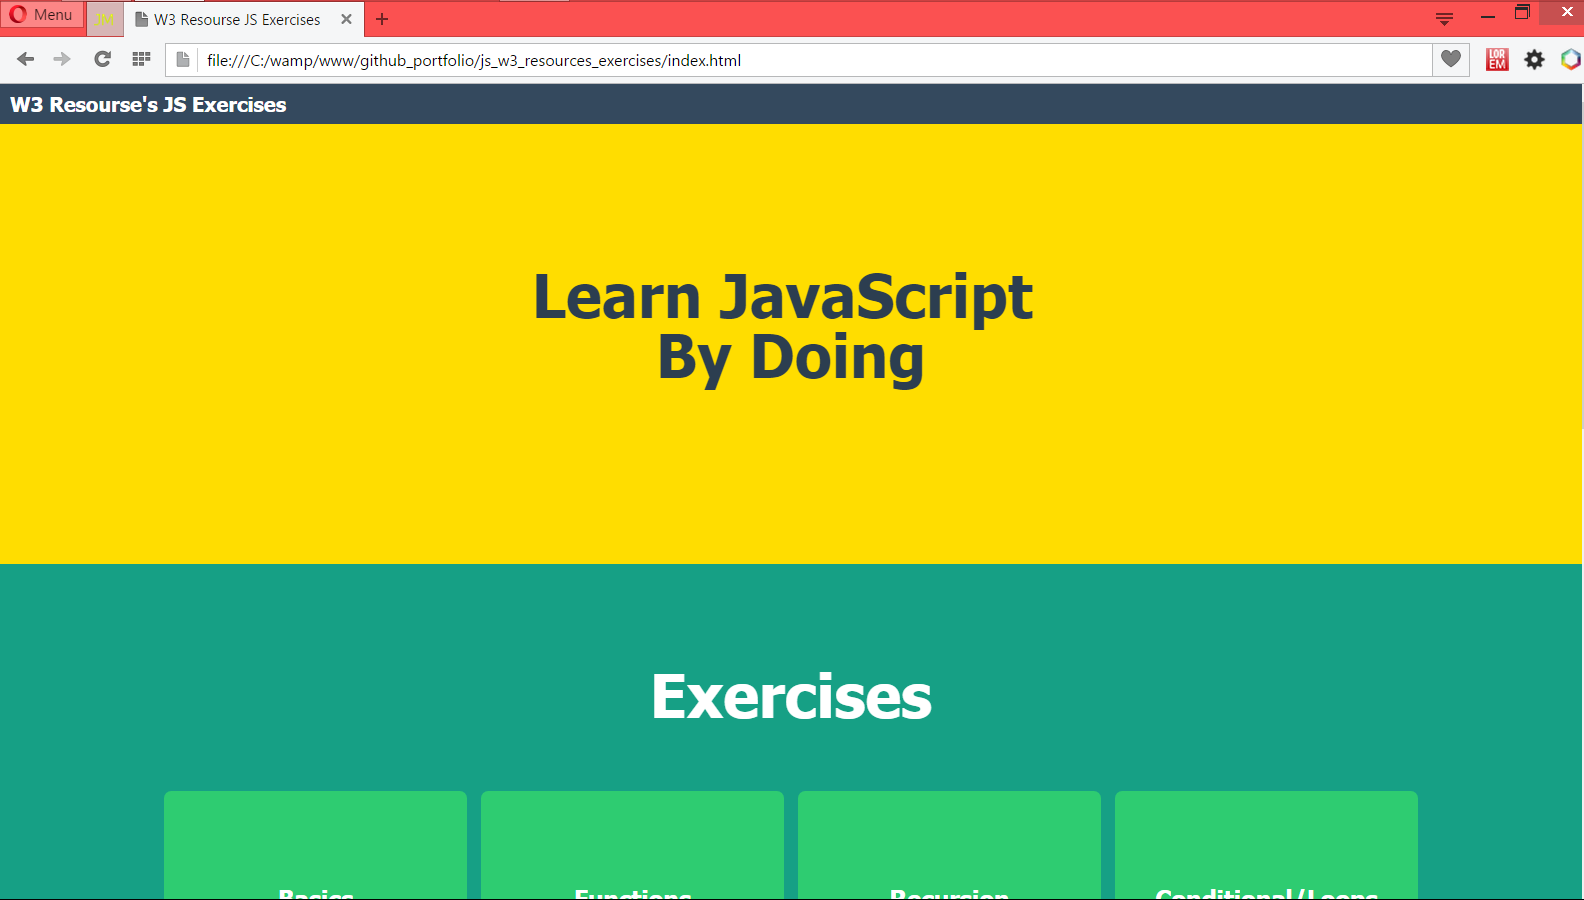 Menu
JM
W3 Resourse JS Exercises
file:///C:/wamp/www/github_portfolio/js_w3_resources_exercises/index.html
LOR
EM
W3 Resourse's JS Exercises
Learn JavaScript
By Doing
Exercises
Basics
Functions
Recursion
Conditional/Loops